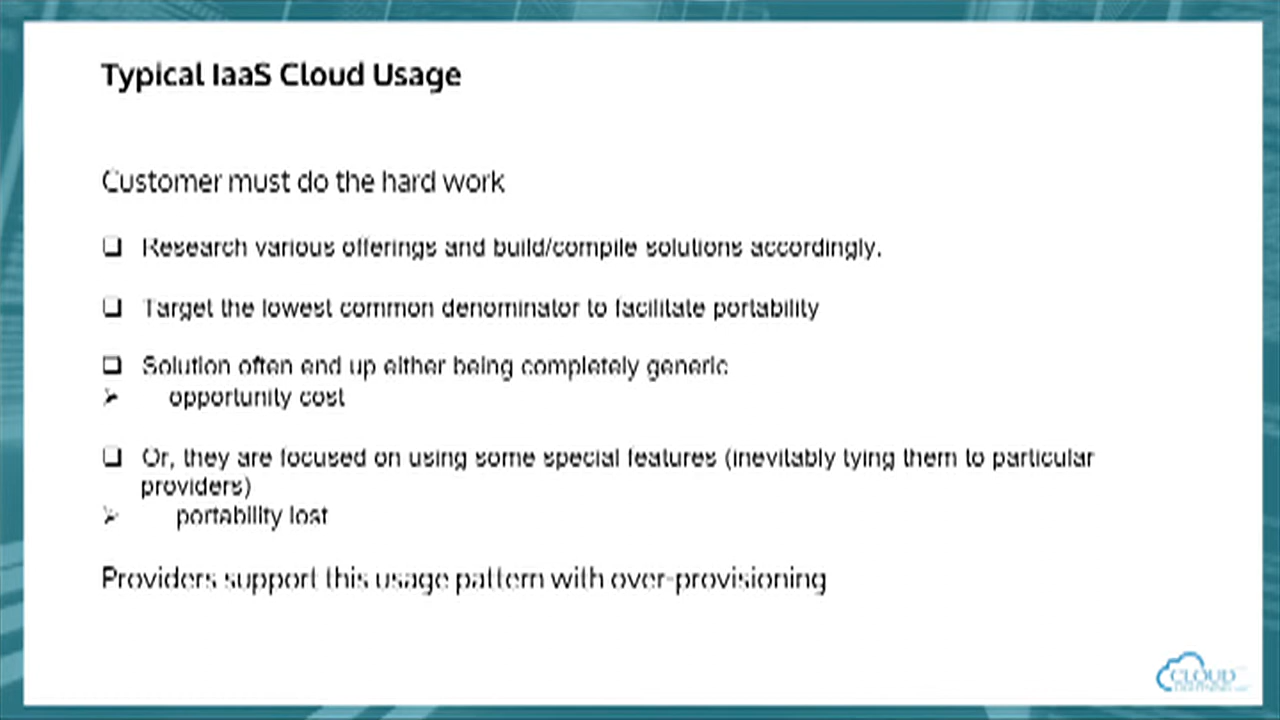 Typical IaaS Cloud Usage
Customer must do the hard work
Research various offerings and build/compile solutions accordingly.
Target the lowest common denominator to facilitate portability
Solution often end up either being completely generic
opportunity cost
Or, they are focused on using some special features (inevitably tying them to particular
providers)
portability lost
Providers support this usage pattern with over-provisioning
CLOUD